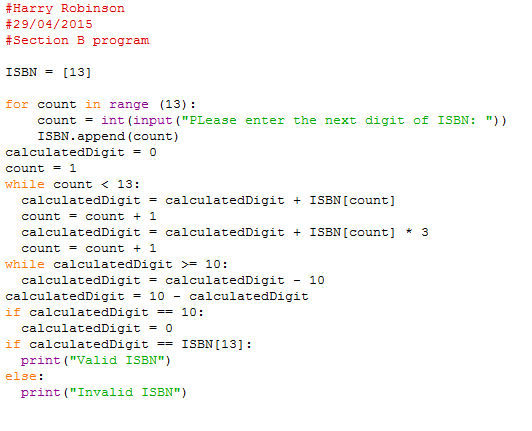 #Harry Robinson
#29/04/2015
#Section B program

ISBN = [13]

for count in range (13):
    count = int(input("PLease enter the next digit of ISBN: "))
    ISBN.append(count)
calculatedDigit = 0
count = 1
while count < 13:
  calculatedDigit = calculatedDigit + ISBN[count]
  count = count + 1
  calculatedDigit = calculatedDigit + ISBN[count] * 3
  count = count + 1
while calculatedDigit >= 10:
  calculatedDigit = calculatedDigit - 10
calculatedDigit = 10 - calculatedDigit
if calculatedDigit == 10:
  calculatedDigit = 0
if calculatedDigit == ISBN[13]:
  print("Valid ISBN")
else:
  print("Invalid ISBN")